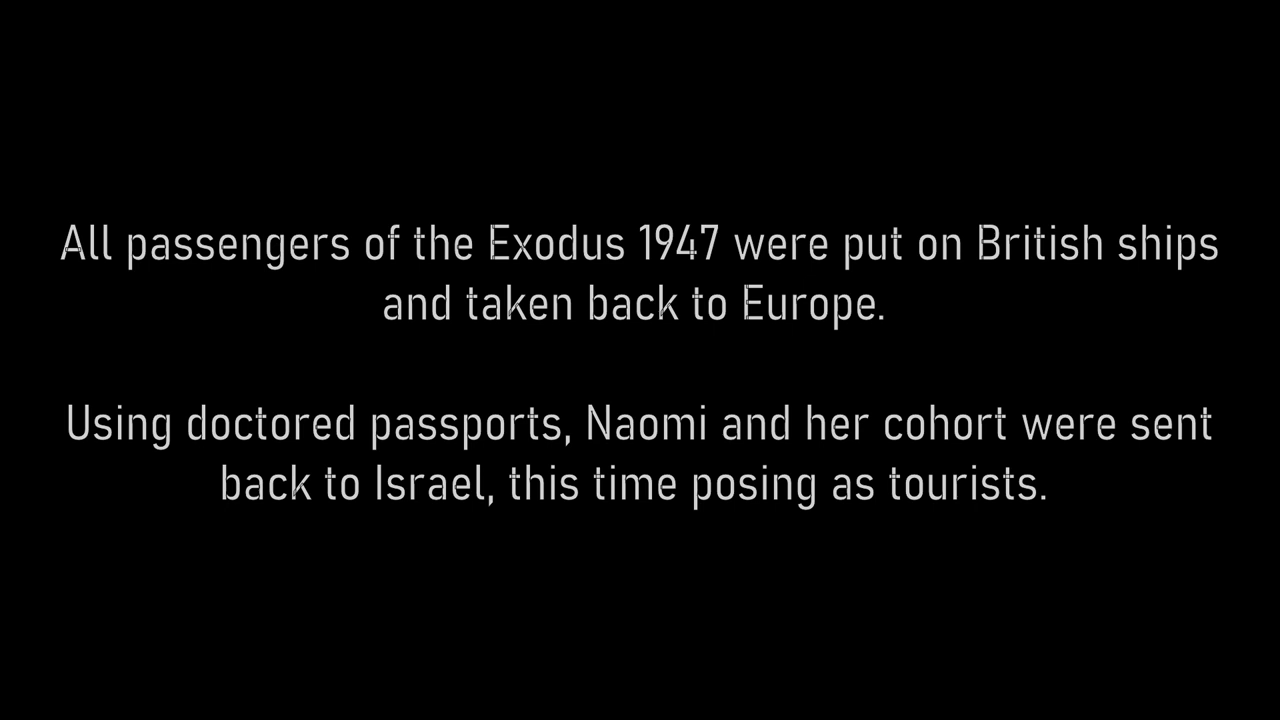 All passengers of the Exodus 1947 were put on British ships
and taken back to Europe.
Using doctored passports, Naomi and her cohort were sent
back to Israel, this time posing as tourists.